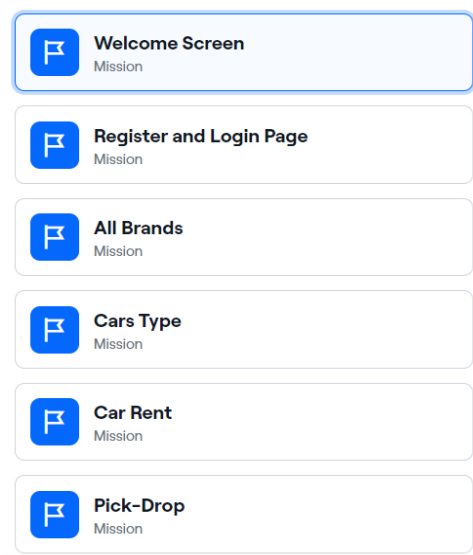 Welcome Screen
Mission
Register and Login Page
Mission
All Brands
Mission
Cars Type
Mission
Car Rent
Mission
Pick-Drop
Mission